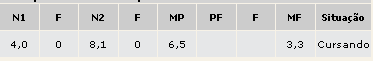 N1 F N2 F MP PF F MF Situação
4,0 0 8,1 0 6,5 3,3 Cursando